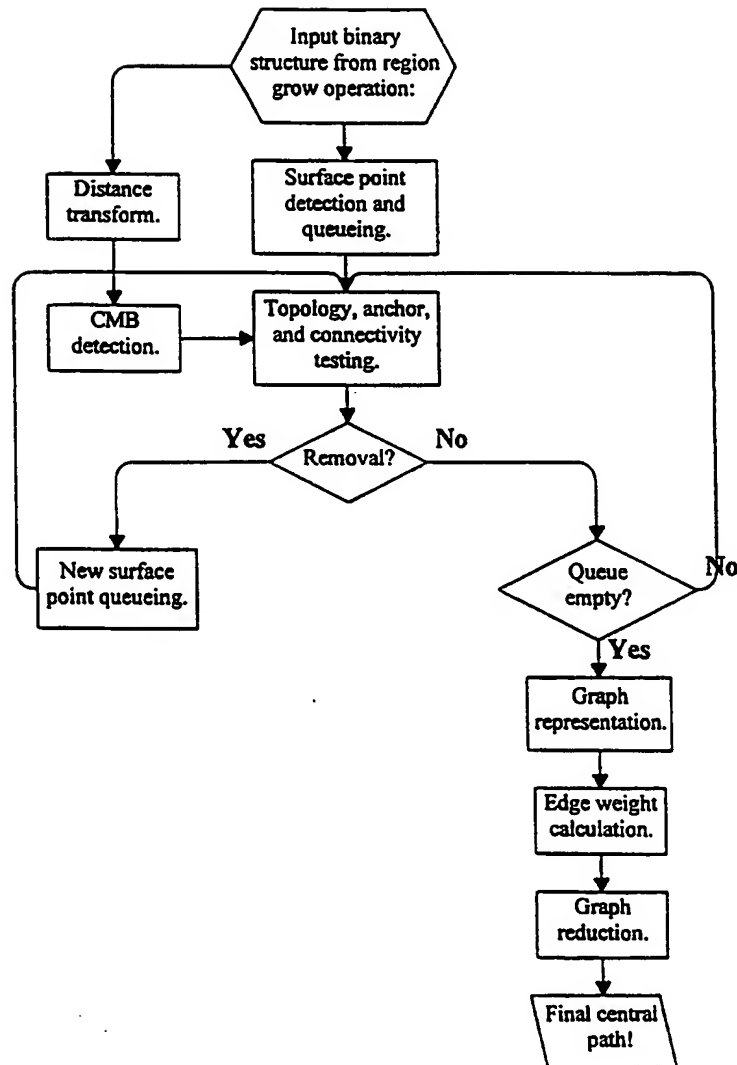 Input binary
structure from region
grow operation:
Distance
transform.
Surface point
detection and
queueing.
CMB
detection.
Topology, anchor,
and connectivity
testing.
Yes
No
Removal?
New surface
point queueing.
Queue
empty?
No
Yes
Graph
representation.
Edge weight
calculation.
Graph
reduction.
Final central
path!